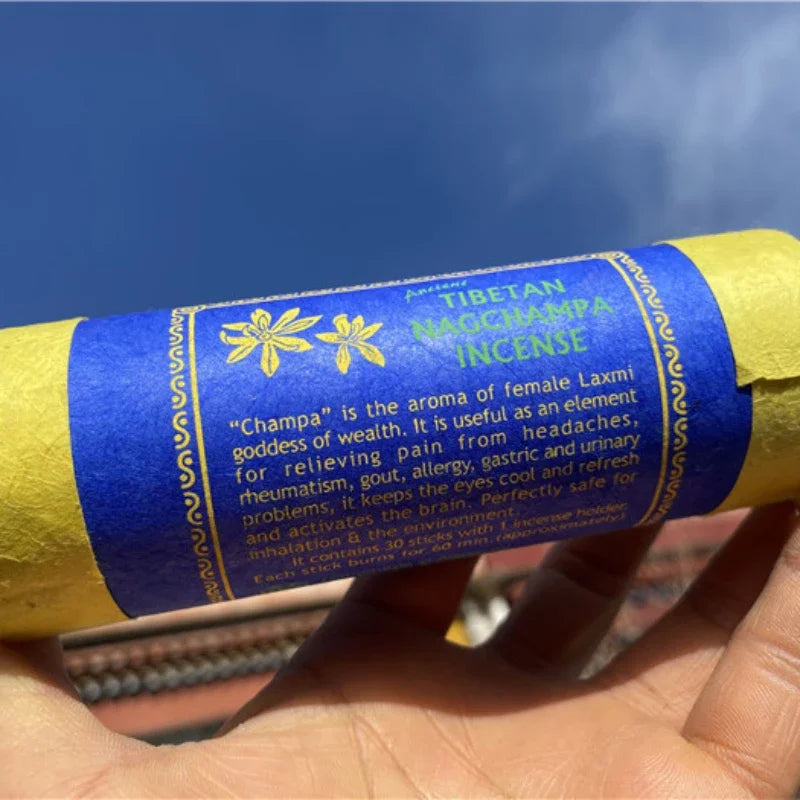 Ancient
TIBETAN
NAGCHAMPA
INCENSE
"Champa" is the aroma of female Laxmi
goddess of wealth. It is useful as an element
for relieving pain from headaches,
rheumatism, gout, allergy, gastric and urinary
problems, it keeps the eyes cool and refresh
and activates the brain. Perfectly safe for
inhalation & the environment.
It contains 30 sticks with 1 incense holder.
Each stick burns for 60 min. (approximately)